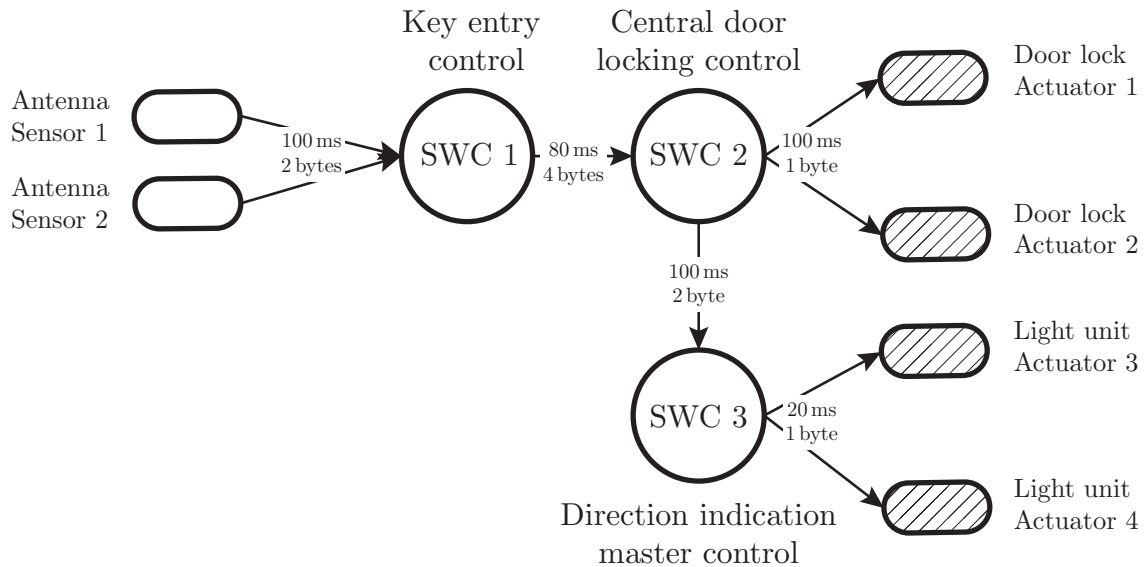 Key entry
control
Central door
locking control
Door lock
Actuator 1
Antenna
Sensor 1
100 ms
2 bytes
SWC 1
80 ms
4 bytes
SWC 2
100 ms
1 byte
Antenna
Sensor 2
Door lock
Actuator 2
100 ms
2 byte
Light unit
Actuator 3
SWC 3
20 ms
1 byte
Light unit
Actuator 4
Direction indication
master control